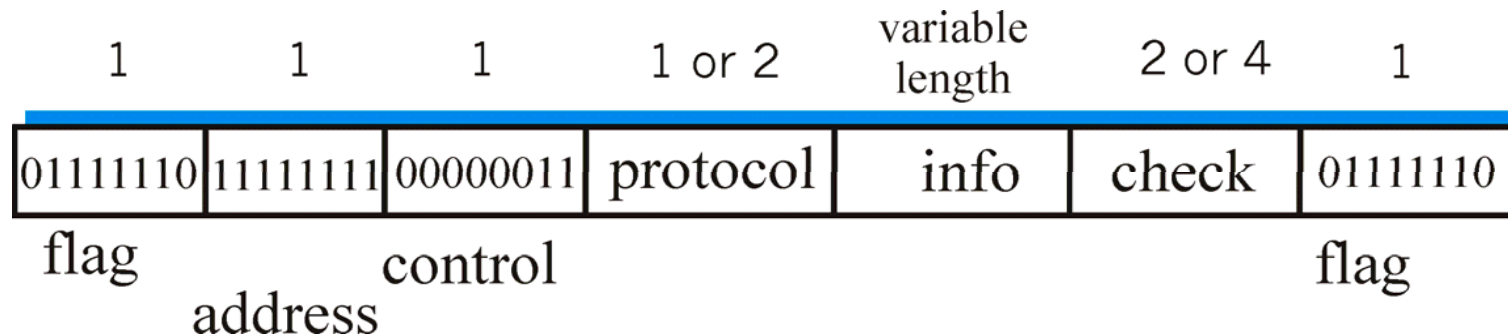 1 1 1 1 or 2 variable length 2 or 4 1
01111110 11111111 00000011 protocol info check 01111110
flag address control flag